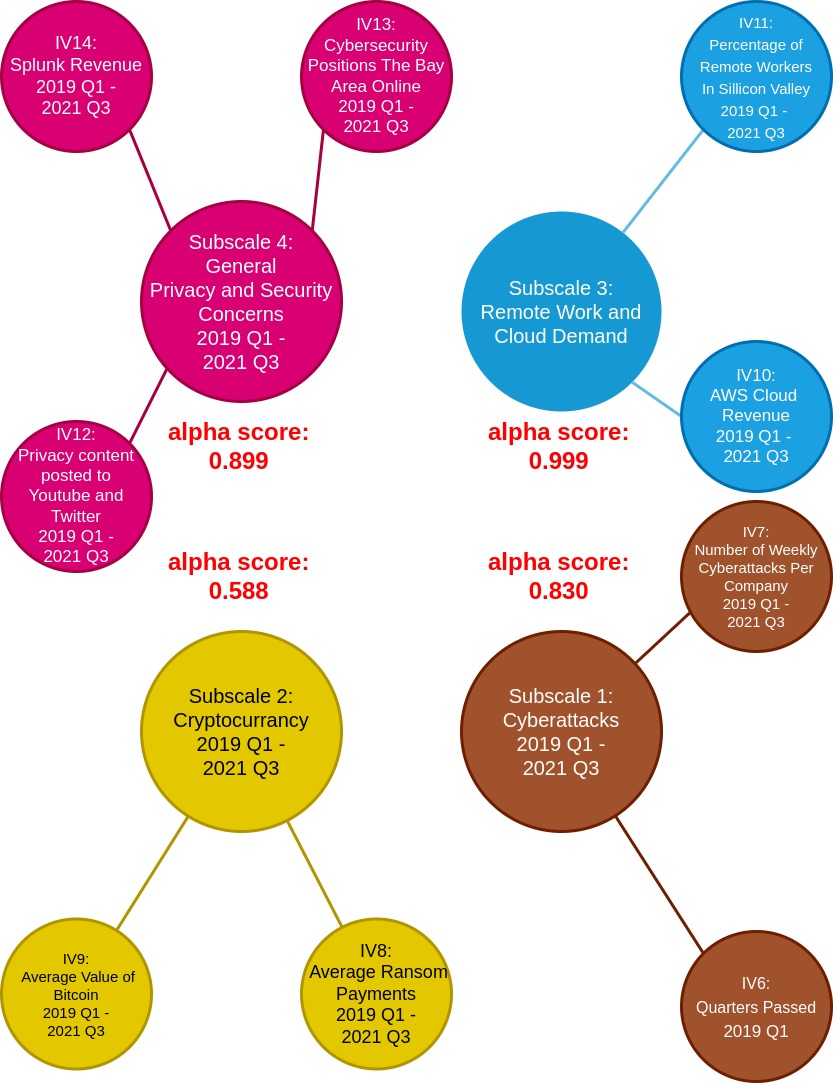 IV14:
Splunk Revenue
2019 Q1 -
2021 Q3
IV13:
Cybersecurity
Positions The Bay
Area Online
2019 Q1 -
2021 Q3
IV11:
Percentage of
Remote Workers
In Sillicon Valley
2019 Q1 -
2021 Q3
Subscale 4:
General
Privacy and Security
Concerns
2019 Q1 -
2021 Q3
Subscale 3:
Remote Work and
Cloud Demand
IV10:
AWS Cloud
Revenue
2019 Q1 -
2021 Q3
IV12:
Privacy content
posted to
Youtube and
Twitter
2019 Q1 -
2021 Q3
alpha score:
0.899
alpha score:
0.999
alpha score:
0.588
alpha score:
0.830
IV7:
Number of Weekly
Cyberattacks Per
Company
2019 Q1 -
2021 Q3
Subscale 2:
Cryptocurrancy
2019 Q1 -
2021 Q3
Subscale 1:
Cyberattacks
2019 Q1 -
2021 Q3
IV9:
Average Value of
Bitcoin
2019 Q1 -
2021 Q3
IV8:
Average Ransom
Payments
2019 Q1 -
2021 Q3
IV6:
Quarters Passed
2019 Q1